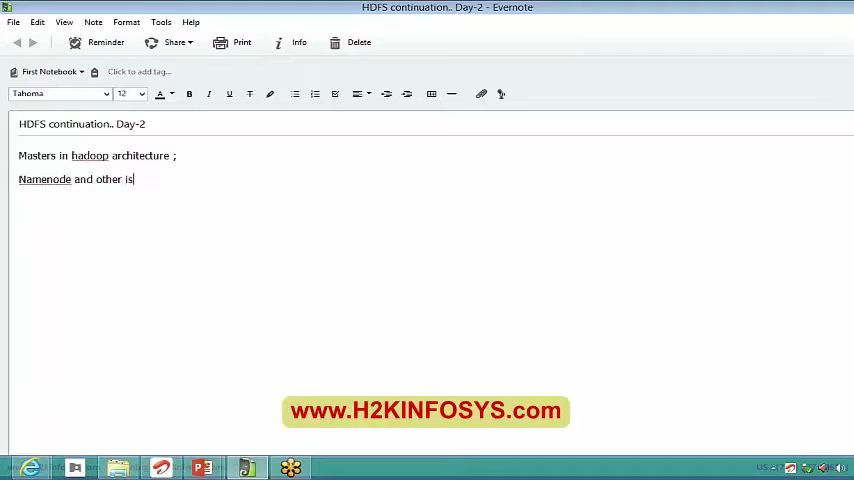 HDFS continuation.. Day-2 - Evernote
File Edit View Note Format Tools Help
Reminder Share Print Info Delete
First Notebook Click to add tag...
Tahoma 12 A B I U T
HDFS continuation.. Day-2
Masters in hadoop architecture ;
Namenode and other is
www.H2KINFOSYS.com
US